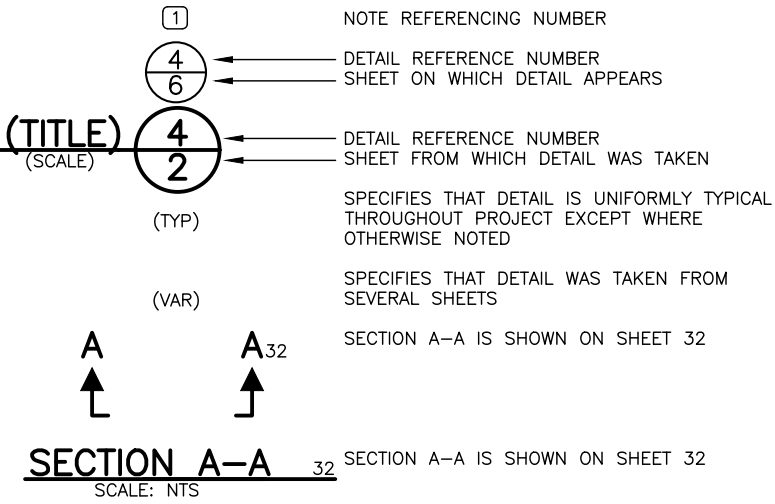 1 NOTE REFERENCING NUMBER
4 DETAIL REFERENCE NUMBER
6 SHEET ON WHICH DETAIL APPEARS
(TITLE) 4 DETAIL REFERENCE NUMBER
(SCALE) 2 SHEET FROM WHICH DETAIL WAS TAKEN
SPECIFIES THAT DETAIL IS UNIFORMLY TYPICAL
(TYP) THROUGHOUT PROJECT EXCEPT WHERE
OTHERWISE NOTED
SPECIFIES THAT DETAIL WAS TAKEN FROM
(VAR) SEVERAL SHEETS
A A32 SECTION A-A IS SHOWN ON SHEET 32
SECTION A-A 32 SECTION A-A IS SHOWN ON SHEET 32
SCALE: NTS